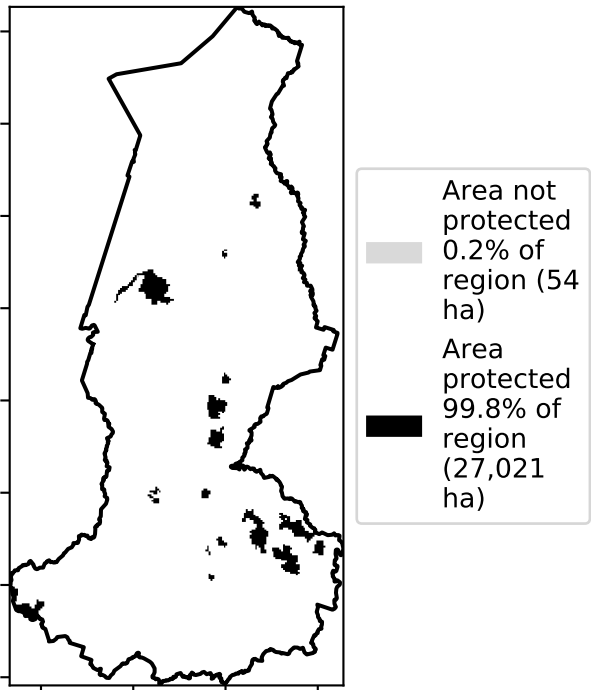 Area not
protected
0.2% of
region (54
ha)
Area
protected
99.8% of
region
(27,021
ha)